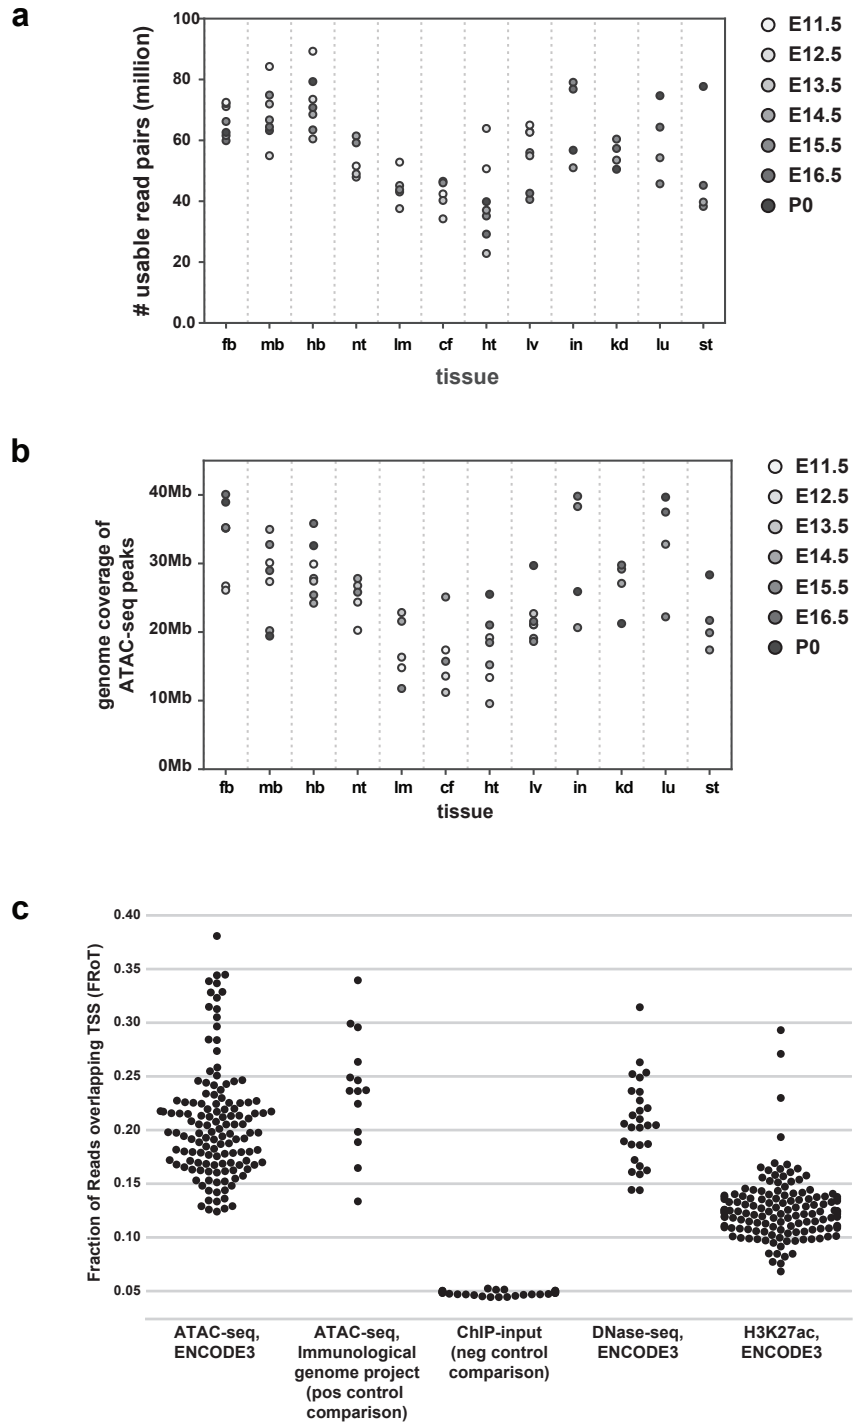 a
# usable read pairs (million)
100
80
60
40
20
0.0
fb mb hb nt lm cf ht lv in kd lu st
tissue
E11.5
E12.5
E13.5
E14.5
E15.5
E16.5
P0
b
genome coverage of
ATAC-seq peaks
40Mb
30Mb
20Mb
10Mb
0Mb
fb mb hb nt lm cf ht lv in kd lu st
tissue
E11.5
E12.5
E13.5
E14.5
E15.5
E16.5
P0
c
Fraction of Reads overlapping TSS (FRoT)
0.40
0.35
0.30
0.25
0.20
0.15
0.10
0.05
ATAC-seq,
ENCODE3
ATAC-seq,
Immunological
genome project
(pos control
comparison)
ChIP-input
(neg control
comparison)
DNase-seq,
ENCODE3
H3K27ac,
ENCODE3